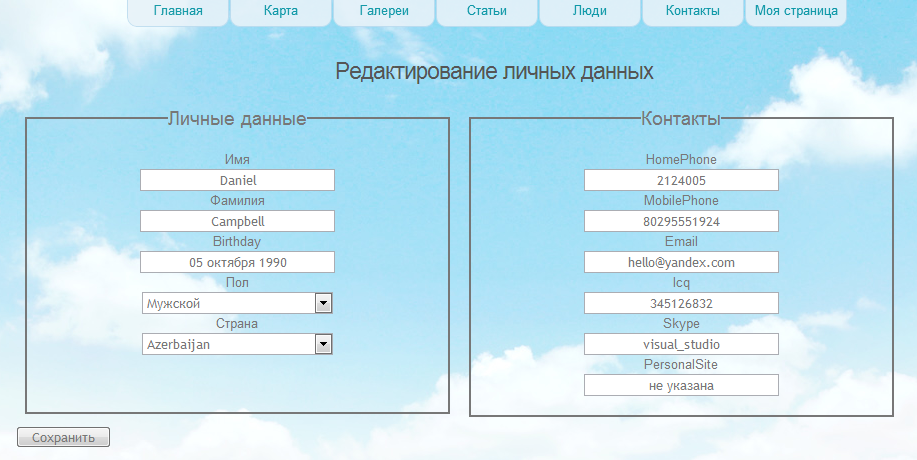 Главная Карта Галереи Статьи Люди Контакты Моя страница
Редактирование личных данных
Личные данные
Имя
Daniel
Фамилия
Campbell
Birthday
05 октября 1990
Пол
Мужской
Страна
Azerbaijan
Контакты
HomePhone
2124005
MobilePhone
80295551924
Email
hello@yandex.com
Icq
345126832
Skype
visual_studio
PersonalSite
не указана
Сохранить